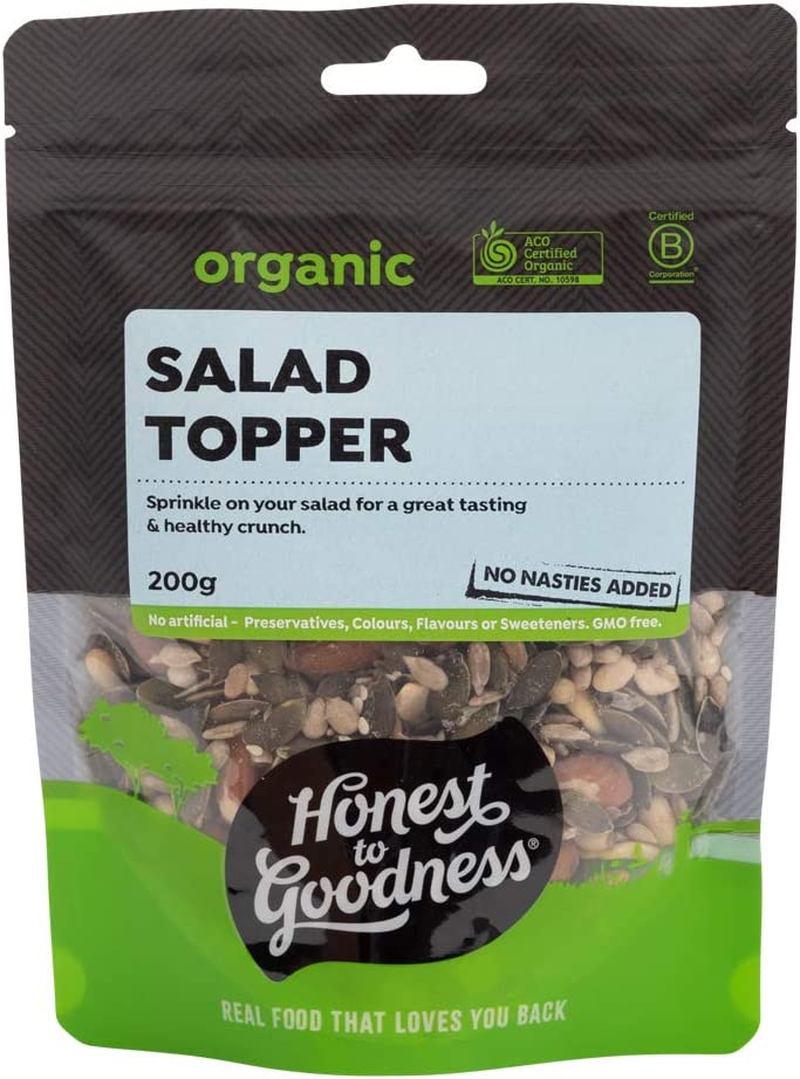 organic
ACO
Certified
Organic
ACO CERT. NO. 10598
Certified
B
Corporation
SALAD
TOPPER
Sprinkle on your salad for a great tasting
& healthy crunch.
200g
NO NASTIES ADDED
No artificial - Preservatives, Colours, Flavours or Sweeteners. GMO free.
Honest
to
Goodness®
REAL FOOD THAT LOVES YOU BACK